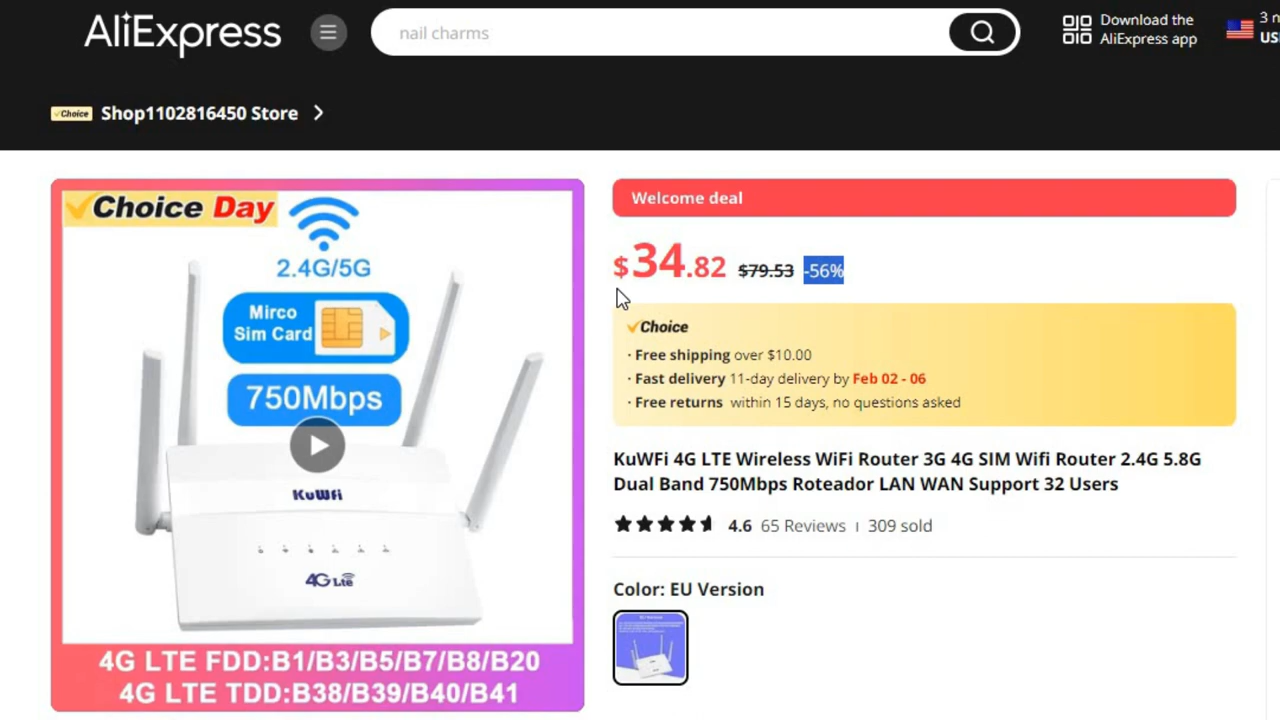 AliExpress
nail charms
Download the
AliExpress app
3 n
US
Choice
Shop1102816450 Store
Choice Day
2.4G/5G
Mirco
Sim Card
750Mbps
KuWFi
4G Lte
4G LTE FDD:B1/B3/B5/B7/B8/B20
4G LTE TDD:B38/B39/B40/B41
Welcome deal
$34.82 $79.53 -56%
Choice
· Free shipping over $10.00
· Fast delivery 11-day delivery by Feb 02 - 06
· Free returns within 15 days, no questions asked
KuWFi 4G LTE Wireless WiFi Router 3G 4G SIM Wifi Router 2.4G 5.8G
Dual Band 750Mbps Roteador LAN WAN Support 32 Users
4.6 65 Reviews 309 sold
Color: EU Version